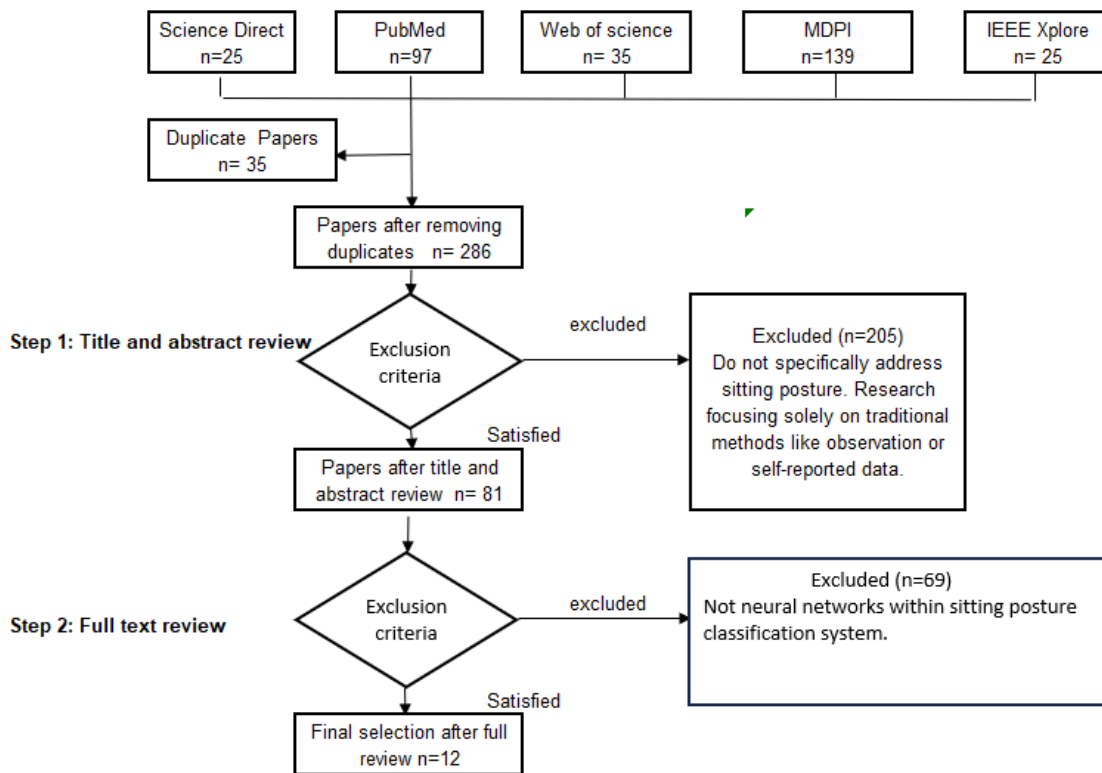 Science Direct
n=25
PubMed
n=97
Web of science
n= 35
MDPI
n=139
IEEE Xplore
n= 25
Duplicate Papers
n= 35
Papers after removing
duplicates n= 286
Step 1: Title and abstract review
Exclusion
criteria
excluded
Excluded (n=205)
Do not specifically address
sitting posture. Research
focusing solely on traditional
methods like observation or
self-reported data.
Satisfied
Papers after title and
abstract review n= 81
Step 2: Full text review
Exclusion
criteria
excluded
Excluded (n=69)
Not neural networks within sitting posture
classification system.
Satisfied
Final selection after full
review n=12